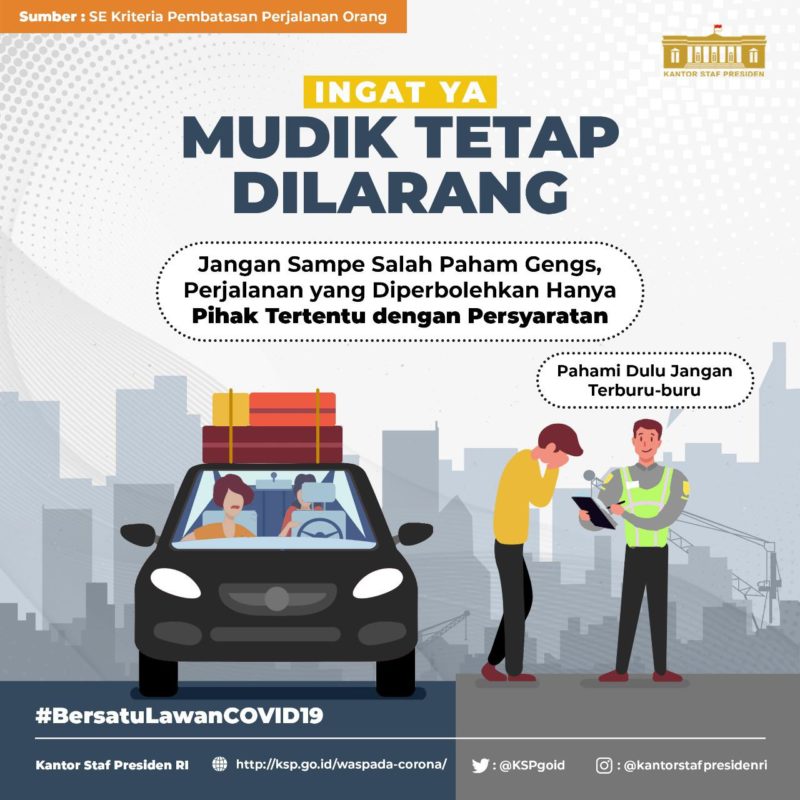 Sumber : SE Kriteria Pembatasan Perjalanan Orang
KANTOR STAF PRESIDEN
INGAT YA
MUDIK TETAP
DILARANG
Jangan Sampe Salah Paham Gengs,
Perjalanan yang Diperbolehkan Hanya
Pihak Tertentu dengan Persyaratan
Pahami Dulu Jangan
Terburu-buru
#BersatuLawanCOVID19
Kantor Staf Presiden RI http://ksp.go.id/waspada-corona/ : @KSPgoid : @kantorstafpresidenri